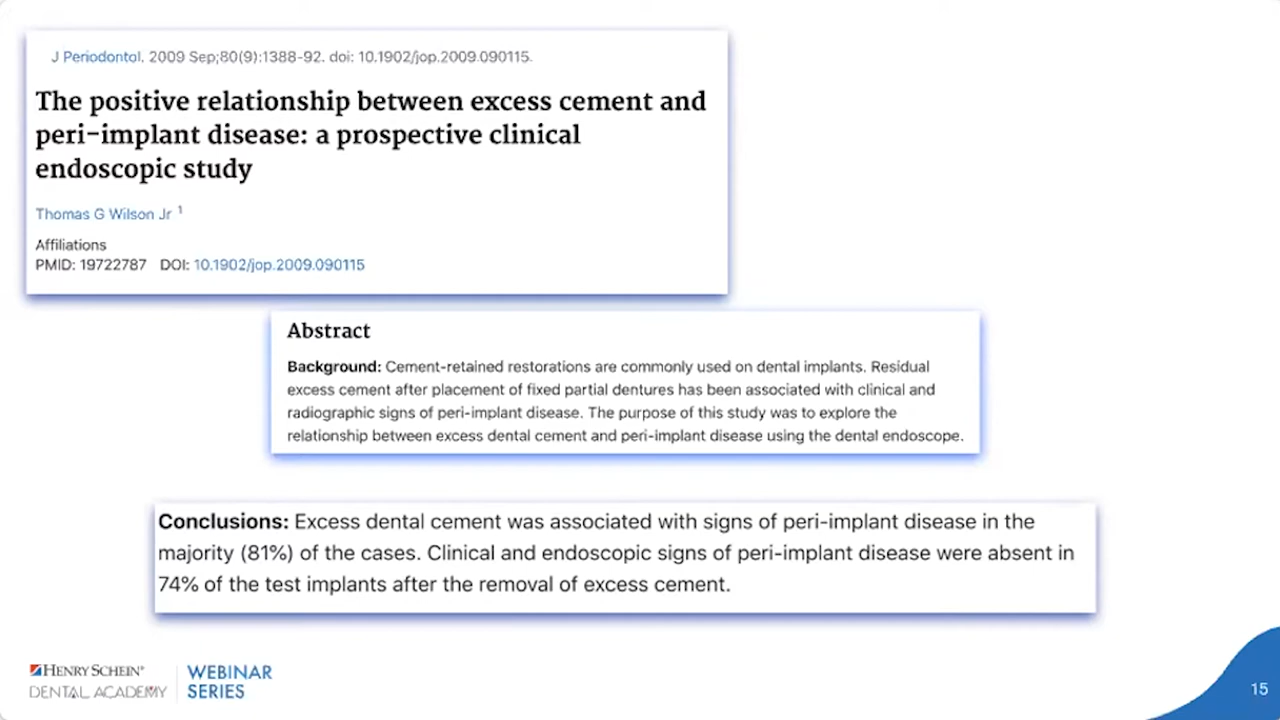 J Periodontol. 2009 Sep;80(9):1388-92. doi: 10.1902/jop.2009.090115.
The positive relationship between excess cement and
peri-implant disease: a prospective clinical
endoscopic study
Thomas G Wilson Jr 1
Affiliations
PMID: 19722787 DOI: 10.1902/jop.2009.090115
Abstract
Background: Cement-retained restorations are commonly used on dental implants. Residual
excess cement after placement of fixed partial dentures has been associated with clinical and
radiographic signs of peri-implant disease. The purpose of this study was to explore the
relationship between excess dental cement and peri-implant disease using the dental endoscope.
Conclusions: Excess dental cement was associated with signs of peri-implant disease in the
majority (81%) of the cases. Clinical and endoscopic signs of peri-implant disease were absent in
74% of the test implants after the removal of excess cement.
HENRY SCHEIN®
DENTAL ACADEMY
WEBINAR
SERIES
15